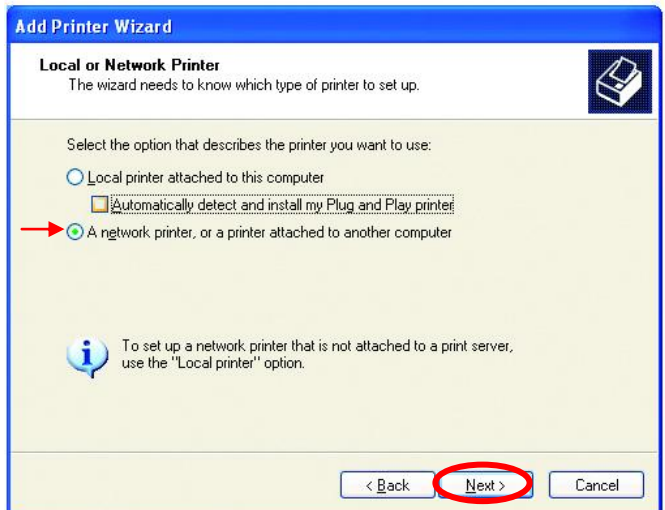 Add Printer Wizard
Local or Network Printer
The wizard needs to know which type of printer to set up.
Select the option that describes the printer you want to use:
Local printer attached to this computer
Automatically detect and install my Plug and Play printer
A network printer, or a printer attached to another computer
To set up a network printer that is not attached to a print server,
use the "Local printer" option.
< Back Next > Cancel